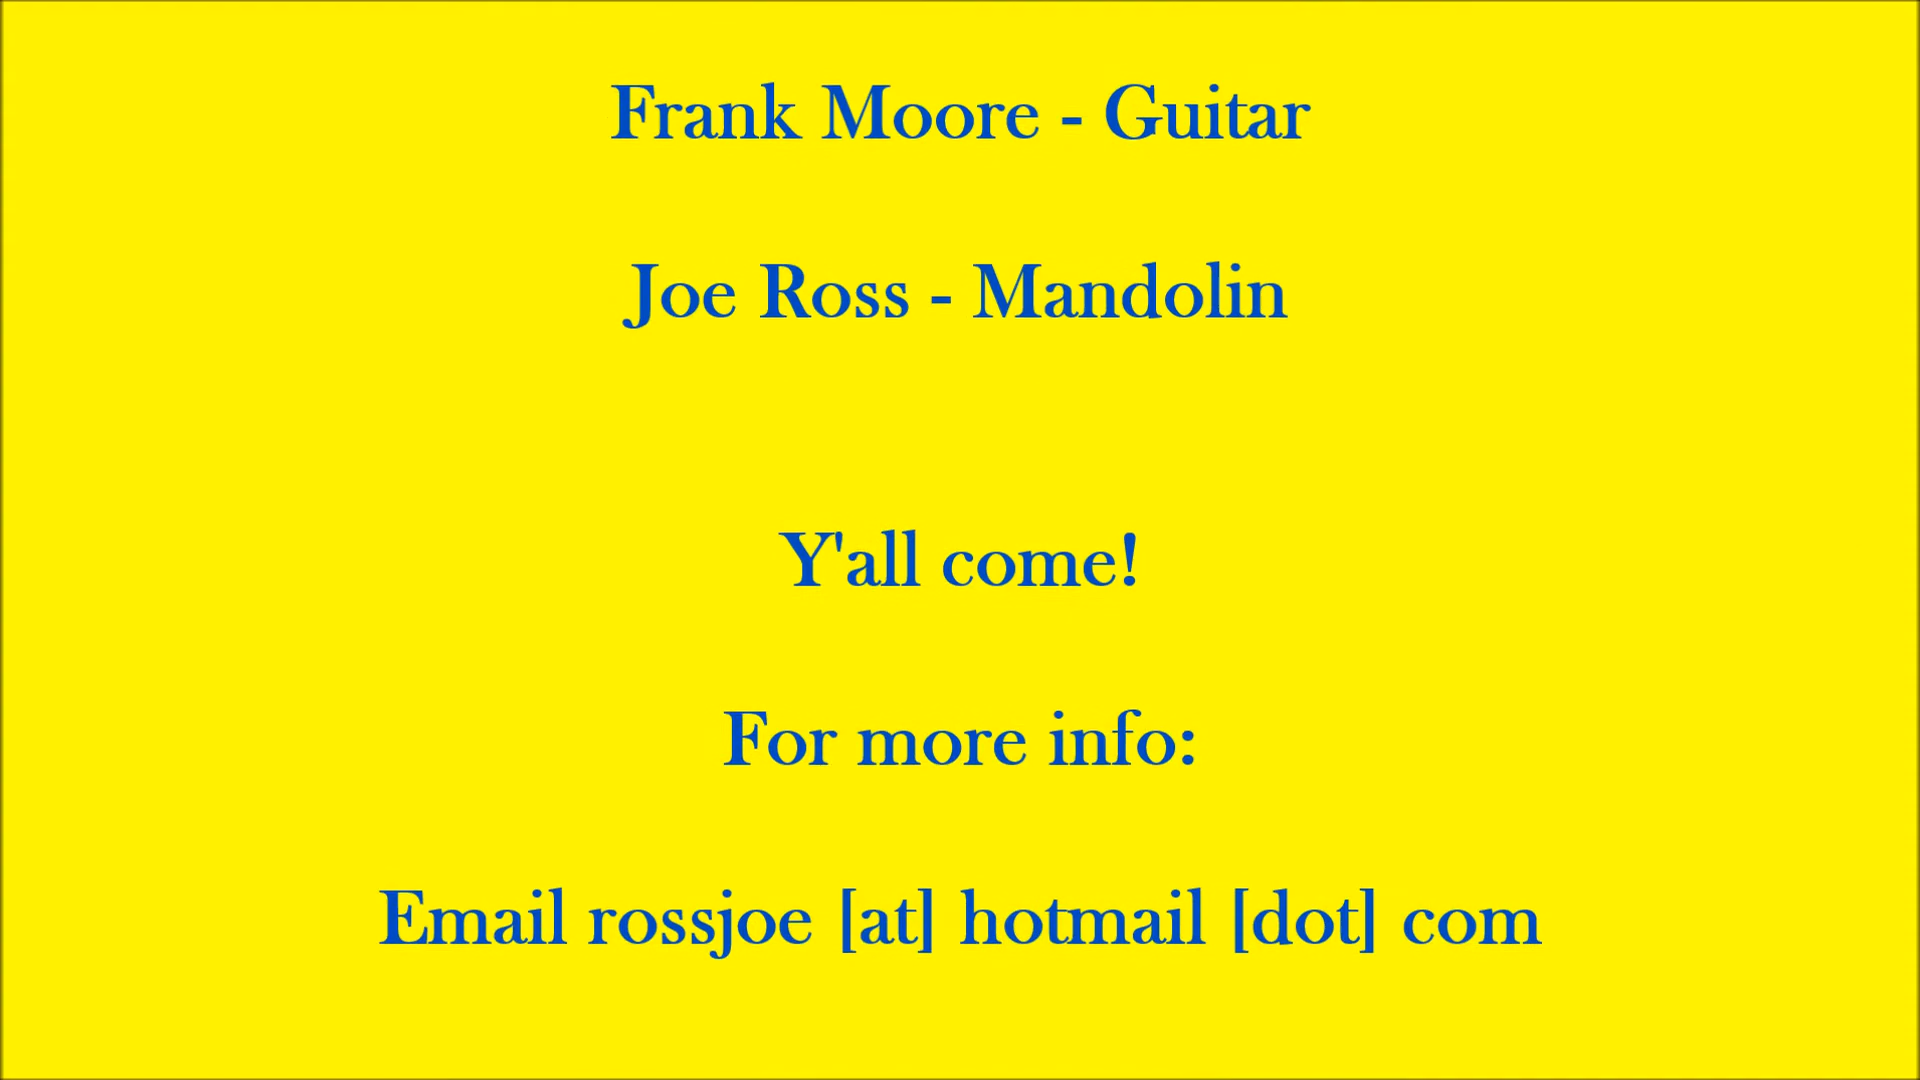 Frank Moore - Guitar
Joe Ross - Mandolin
Y'all come!
For more info:
Email rossjoe [at] hotmail [dot] com